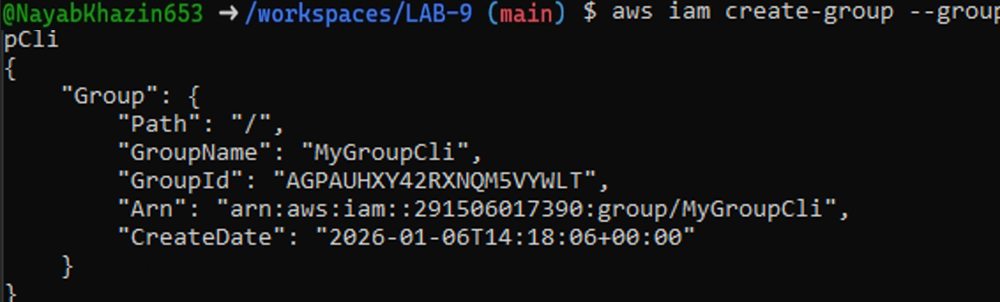 @NayabKhazin653 ➜/workspaces/LAB-9 (main) $ aws iam create-group --group
pCli
{
    "Group": {
        "Path": "/",
        "GroupName": "MyGroupCli",
        "GroupId": "AGPAUHXY42RXNQM5VYWLT",
        "Arn": "arn:aws:iam::291506017390:group/MyGroupCli",
        "CreateDate": "2026-01-06T14:18:06+00:00"
    }
}